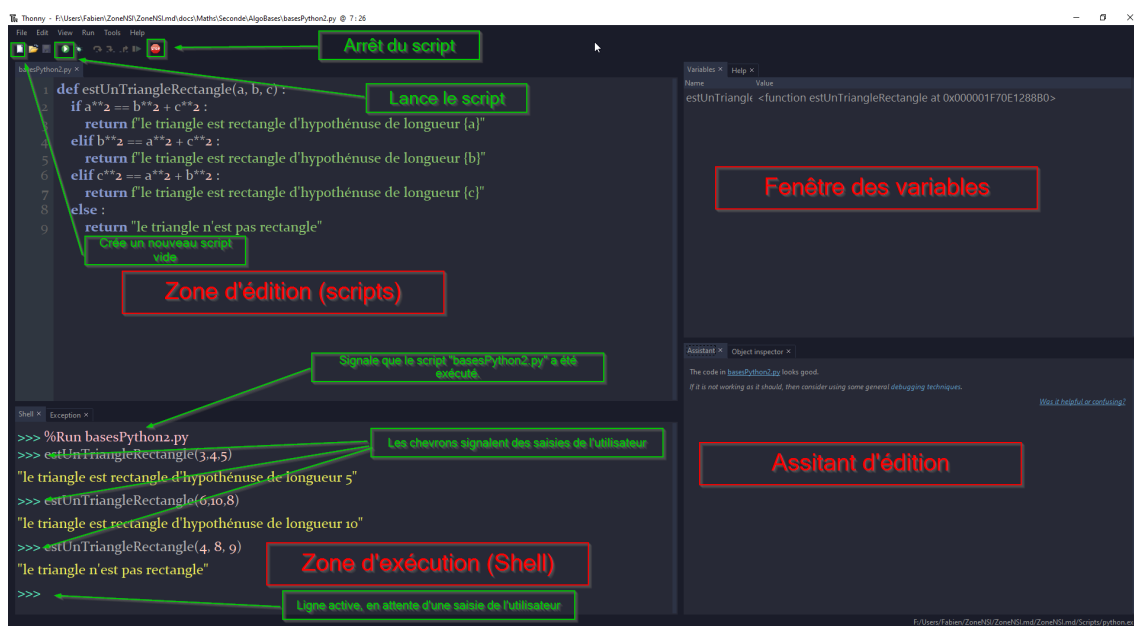 Thonny - F:\Users\Fabien\ZoneNSI\ZoneNSI.md\docs\Maths\Seconde\AlgoBases\basesPython2.py @ 7 : 26
File Edit View Run Tools Help
Arrêt du script
basesPython2.py ×
Lance le script
1 def estUnTriangleRectangle(a, b, c) :
2 if a**2 == b**2 + c**2 :
3 return f"le triangle est rectangle d'hypothénuse de longueur {a}"
4 elif b**2 == a**2 + c**2 :
5 return f"le triangle est rectangle d'hypothénuse de longueur {b}"
6 elif c**2 == a**2 + b**2 :
7 return f"le triangle est rectangle d'hypothénuse de longueur {c}"
8 else :
9 return "le triangle n'est pas rectangle"
Crée un nouveau script
vide
Zone d'édition (scripts)
Signale que le script "basesPython2.py" a été
exécuté.
Shell × Exception ×
>>> %Run basesPython2.py
>>> estUnTriangleRectangle(3,4,5)
"le triangle est rectangle d'hypothénuse de longueur 5"
>>> estUnTriangleRectangle(6,10,8)
"le triangle est rectangle d'hypothénuse de longueur 10"
>>> estUnTriangleRectangle(4, 8, 9)
"le triangle n'est pas rectangle"
>>>
Les chevrons signalent des saisies de l'utilisateur
Zone d'exécution (Shell)
Ligne active, en attente d'une saisie de l'utilisateur
Variables × Help ×
Name Value
estUnTriangle <function estUnTriangleRectangle at 0x000001F70E1288B0>
Fenêtre des variables
Assistant × Object inspector ×
The code in basesPython2.py looks good.
If it is not working as it should, then consider using some general debugging techniques.
Was it helpful or confusing?
Assitant d'édition
F:/Users/Fabien/ZoneNSI/ZoneNSI.md/ZoneNSI.md/Scripts/python.ex